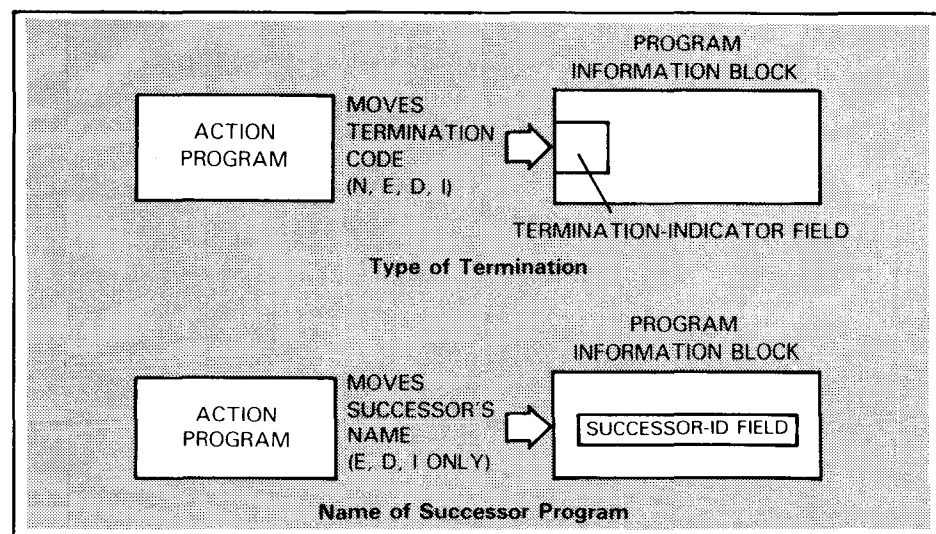 PROGRAM
INFORMATION BLOCK
ACTION
PROGRAM
MOVES
TERMINATION
CODE
(N, E, D, I)
TERMINATION-INDICATOR FIELD
Type of Termination
PROGRAM
INFORMATION BLOCK
ACTION
PROGRAM
MOVES
SUCCESSOR'S
NAME
(E, D, I ONLY)
SUCCESSOR-ID FIELD
Name of Successor Program